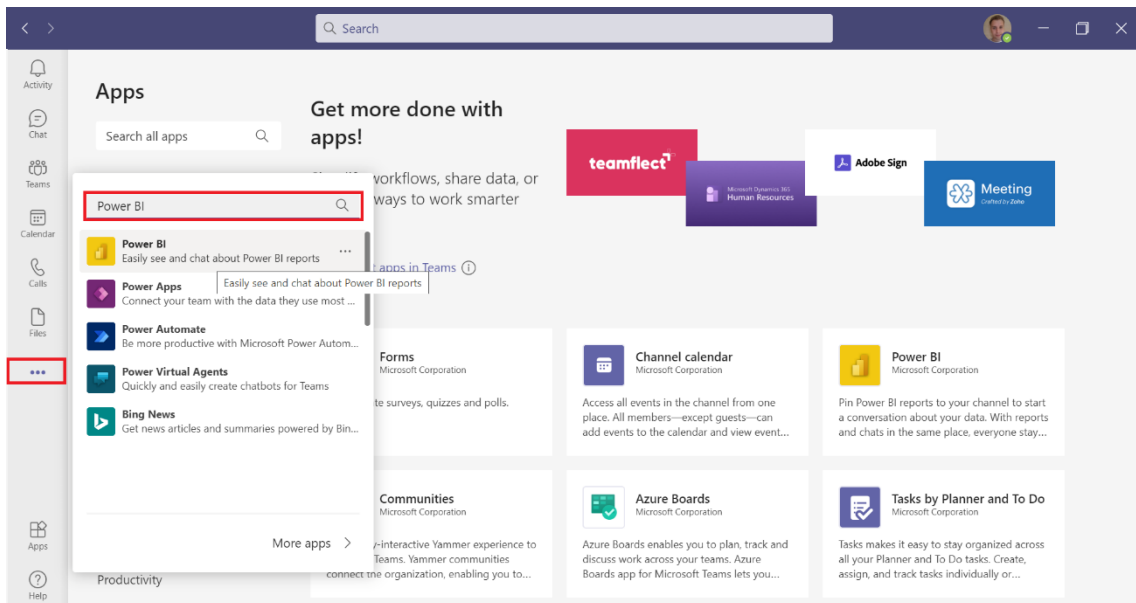 Search
Activity
Chat
Teams
Calendar
Calls
Files
Apps
Help
Apps
Search all apps
Power BI
Power BI
Easily see and chat about Power BI reports
Easily see and chat about Power BI reports
Power Apps
Connect your team with the data they use most ...
Power Automate
Be more productive with Microsoft Power Autom...
Power Virtual Agents
Quickly and easily create chatbots for Teams
Bing News
Get news articles and summaries powered by Bin...
More apps
Productivity
Get more done with
apps!
workflows, share data, or
ways to work smarter
apps in Teams
teamflect
Microsoft Dynamics 365
Human Resources
Adobe Sign
Meeting
Crafted by Zoho
Forms
Microsoft Corporation
te surveys, quizzes and polls.
Channel calendar
Microsoft Corporation
Access all events in the channel from one
place. All members—except guests—can
add events to the calendar and view event...
Power BI
Microsoft Corporation
Pin Power BI reports to your channel to start
a conversation about your data. With reports
and chats in the same place, everyone stay...
Communities
Microsoft Corporation
y-interactive Yammer experience to
Teams. Yammer communities
connect the organization, enabling you to...
Azure Boards
Microsoft Corporation
Azure Boards enables you to plan, track and
discuss work across your teams. Azure
Boards app for Microsoft Teams lets you...
Tasks by Planner and To Do
Microsoft Corporation
Tasks makes it easy to stay organized across
all your Planner and To Do tasks. Create,
assign, and track tasks individually or...